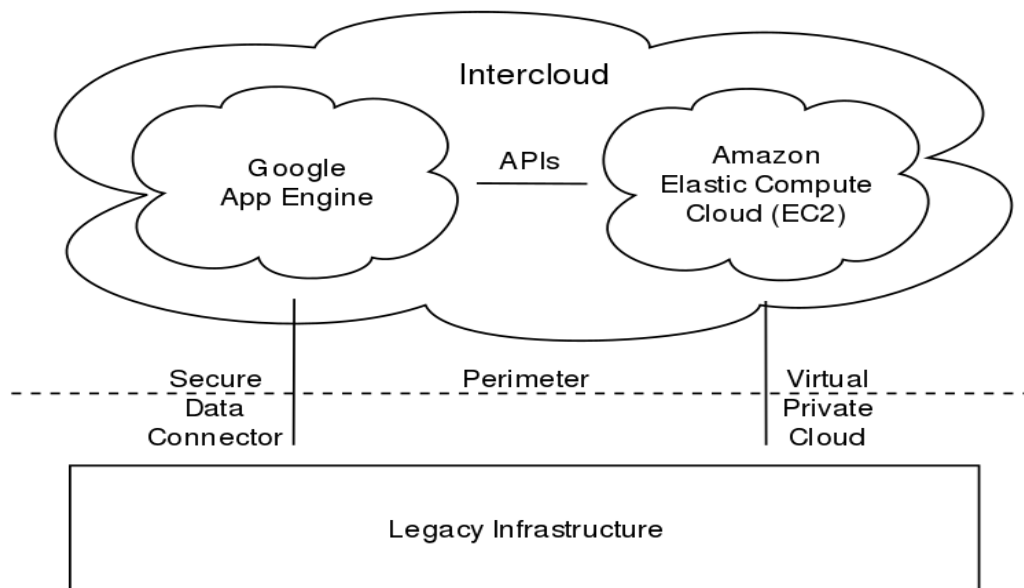 Intercloud
Google
App Engine
APIs
Amazon
Elastic Compute
Cloud (EC2)
Secure
Data
Connector
Perimeter
Virtual
Private
Cloud
Legacy Infrastructure